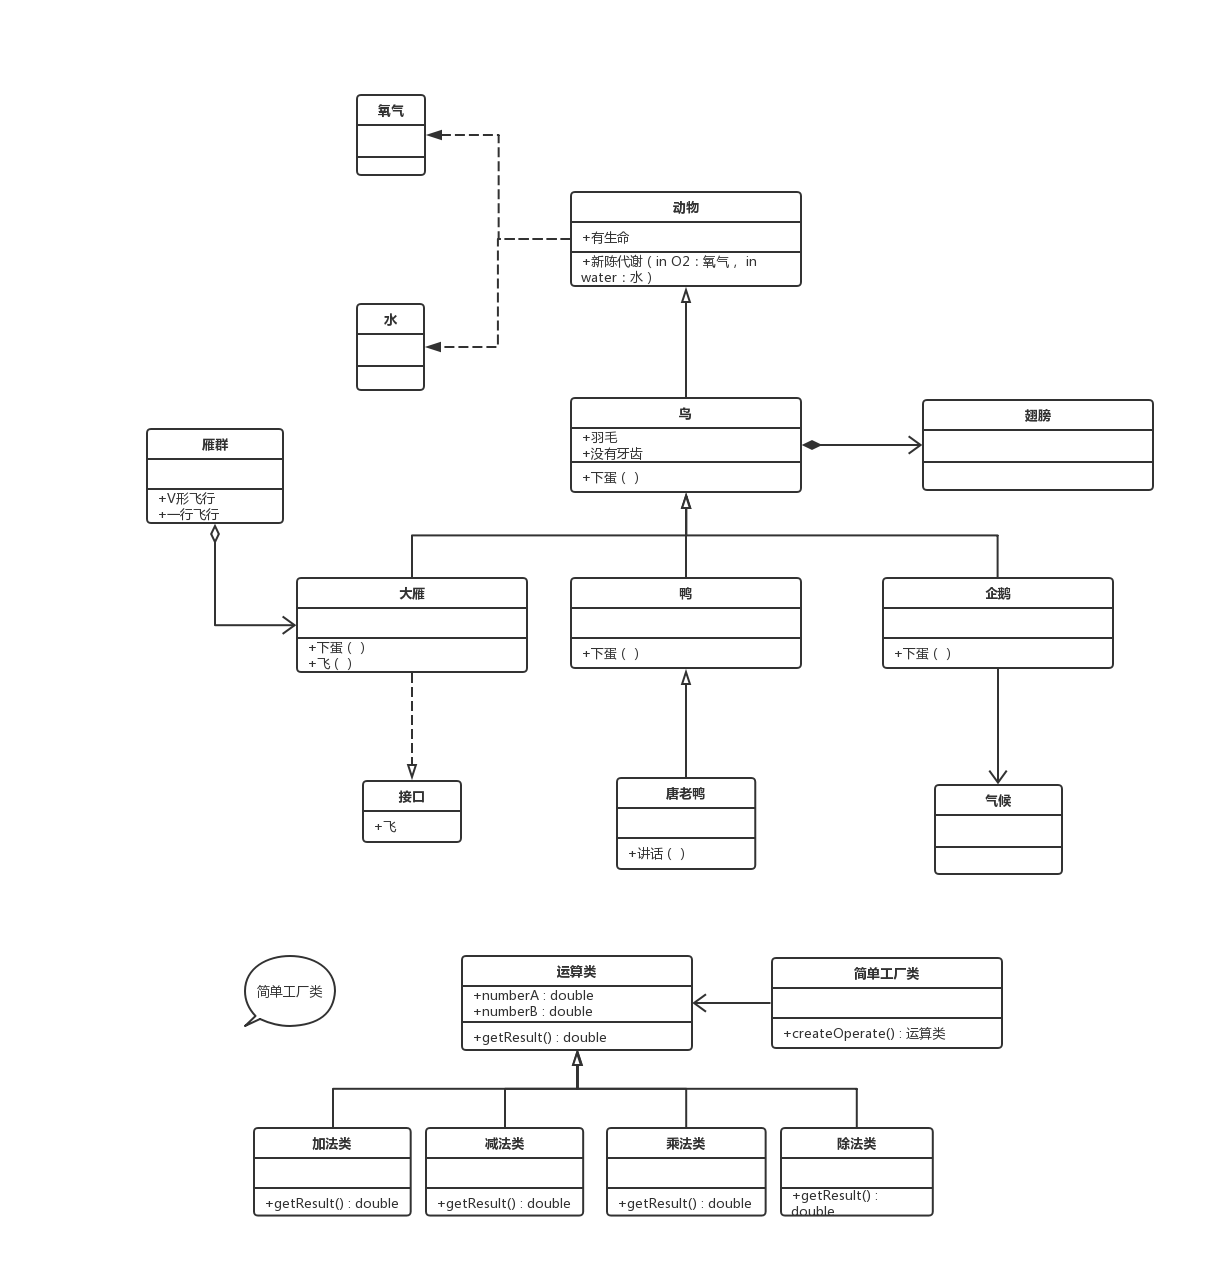 氧气
动物
+有生命
+新陈代谢（in O2：氧气， in
water：水）
水
鸟
+羽毛
+没有牙齿
+下蛋（ ）
翅膀
雁群
+V形飞行
+一行飞行
大雁
+下蛋（ ）
+飞（ ）
鸭
+下蛋（ ）
企鹅
+下蛋（ ）
接口
+飞
唐老鸭
+讲话（ ）
气候
简单工厂类
运算类
+numberA : double
+numberB : double
+getResult() : double
简单工厂类
+createOperate() : 运算类
加法类
+getResult() : double
减法类
+getResult() : double
乘法类
+getResult() : double
除法类
+getResult() :
double